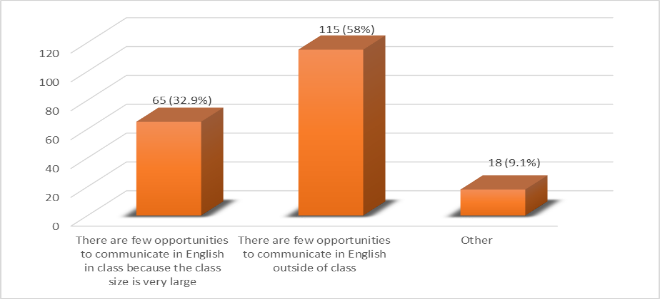 115 (58%)
120
65 (32.9%)
100
80
60
18 (9.1%)
40
20
0
There are few opportunities
to communicate in English
in class because the class
size is very large
There are few opportunities
to communicate in English
outside of class
Other